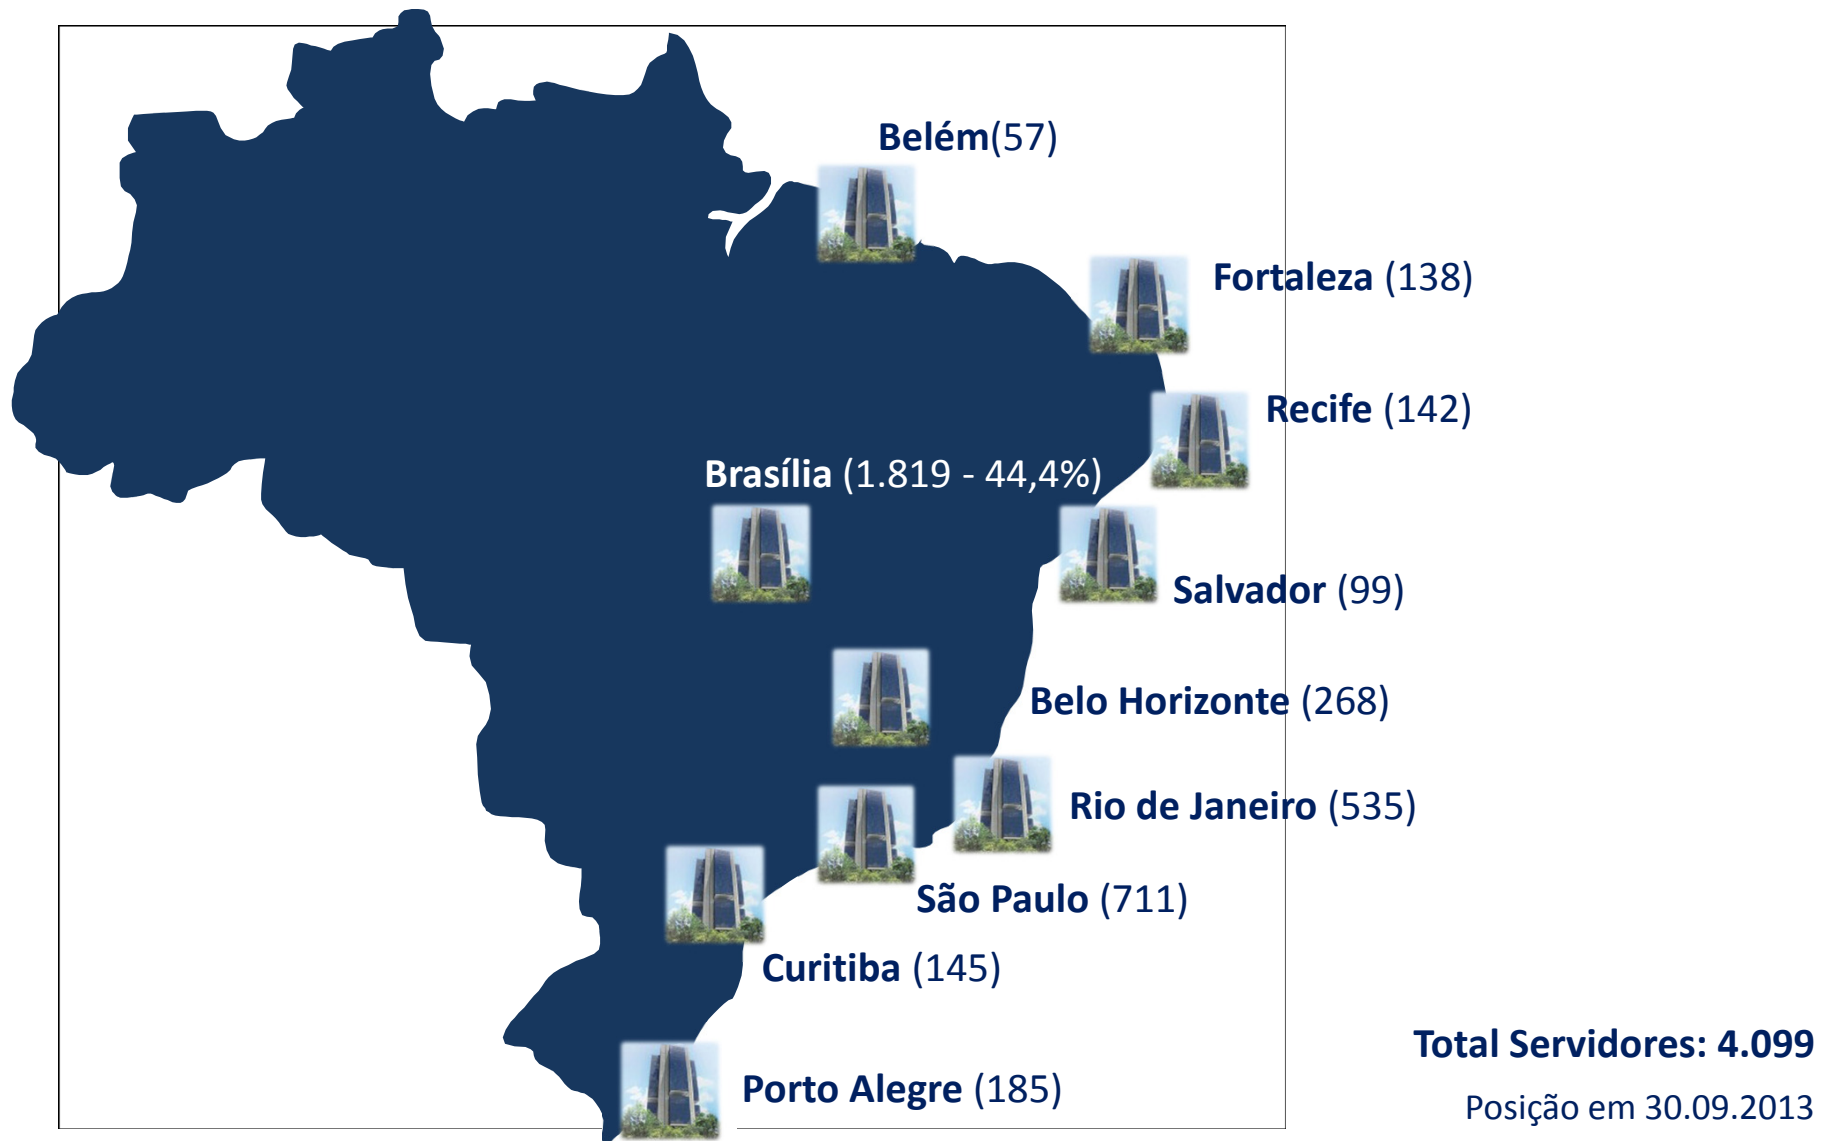 Belém(57)
Fortaleza (138)
Recife (142)
Brasília (1.819 - 44,4%)
Salvador (99)
Belo Horizonte (268)
Rio de Janeiro (535)
São Paulo (711)
Curitiba (145)
Porto Alegre (185)
Total Servidores: 4.099
Posição em 30.09.2013